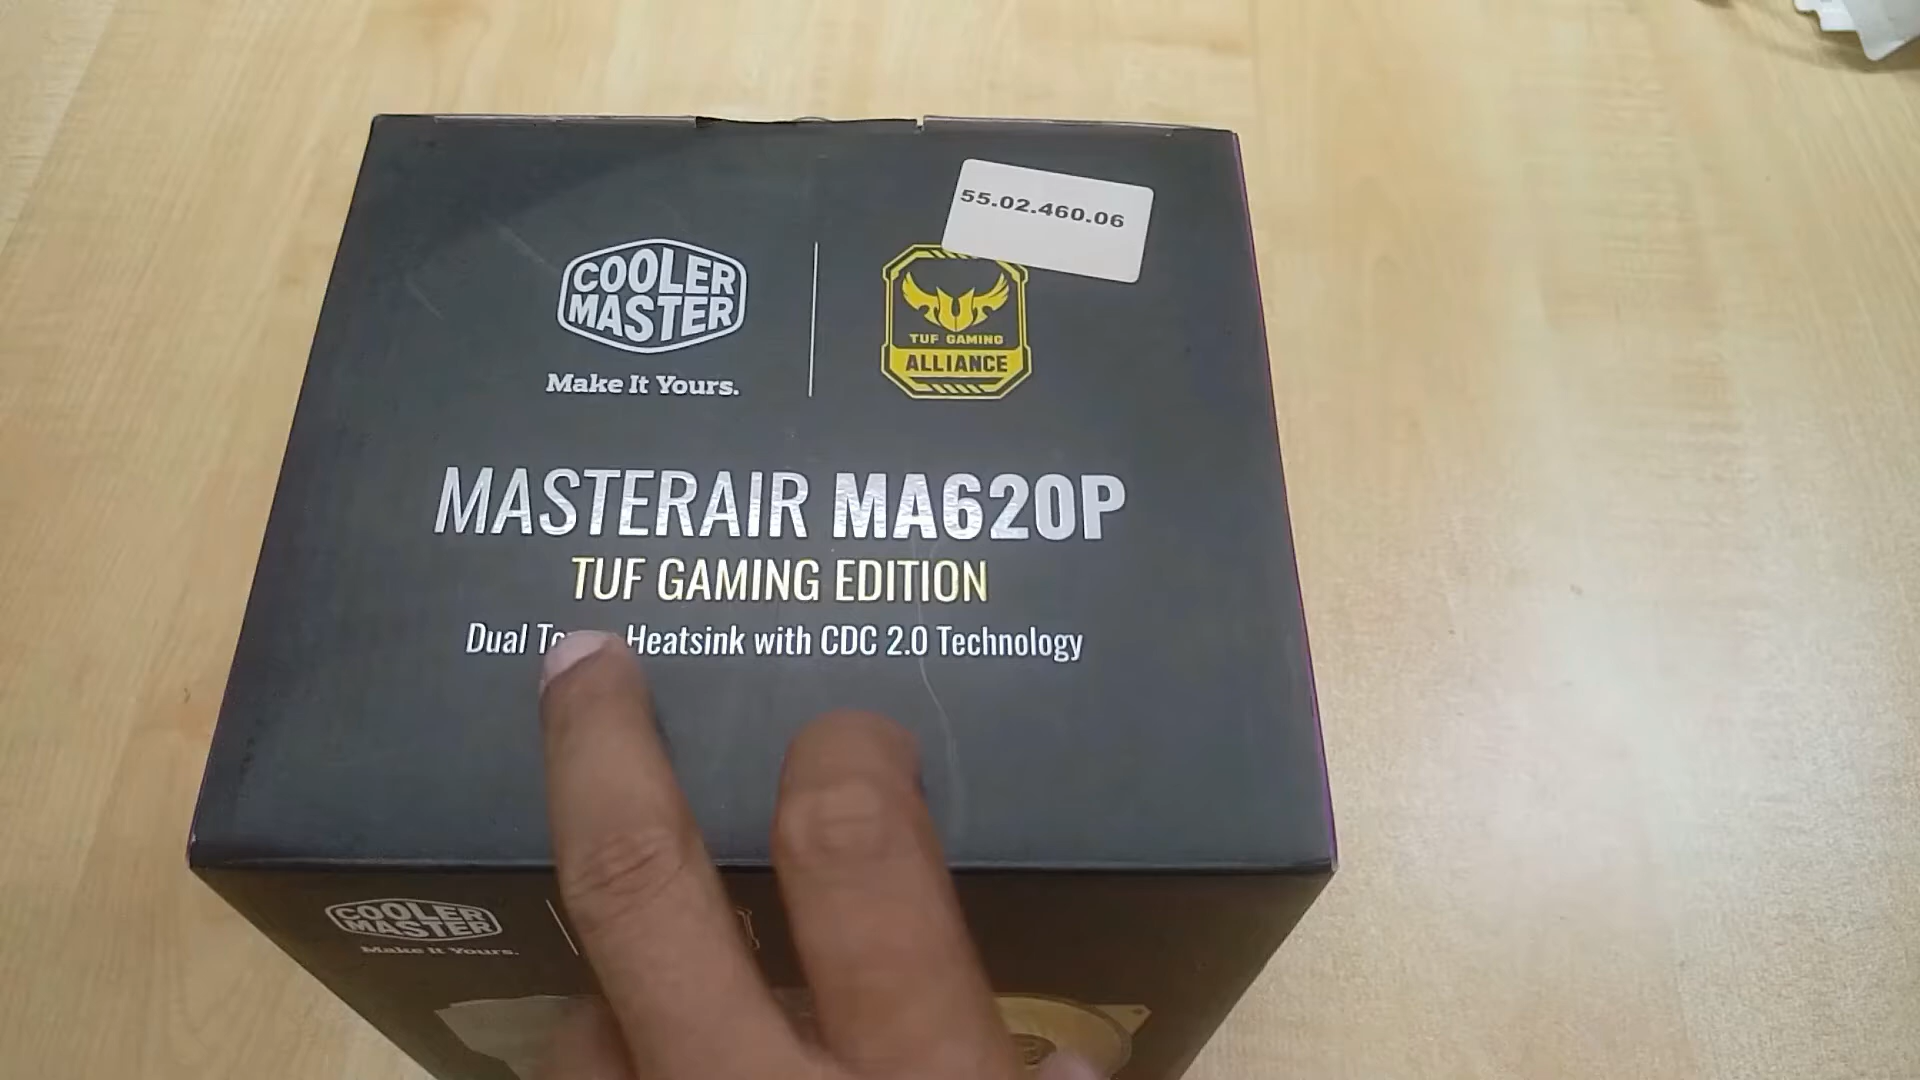 55.02.460.06
COOLER
MASTER
Make It Yours.
TUF GAMING
ALLIANCE
MASTERAIR MA620P
TUF GAMING EDITION
Dual Heatsink with CDC 2.0 Technology
COOLER
MASTER
Make It Yours.